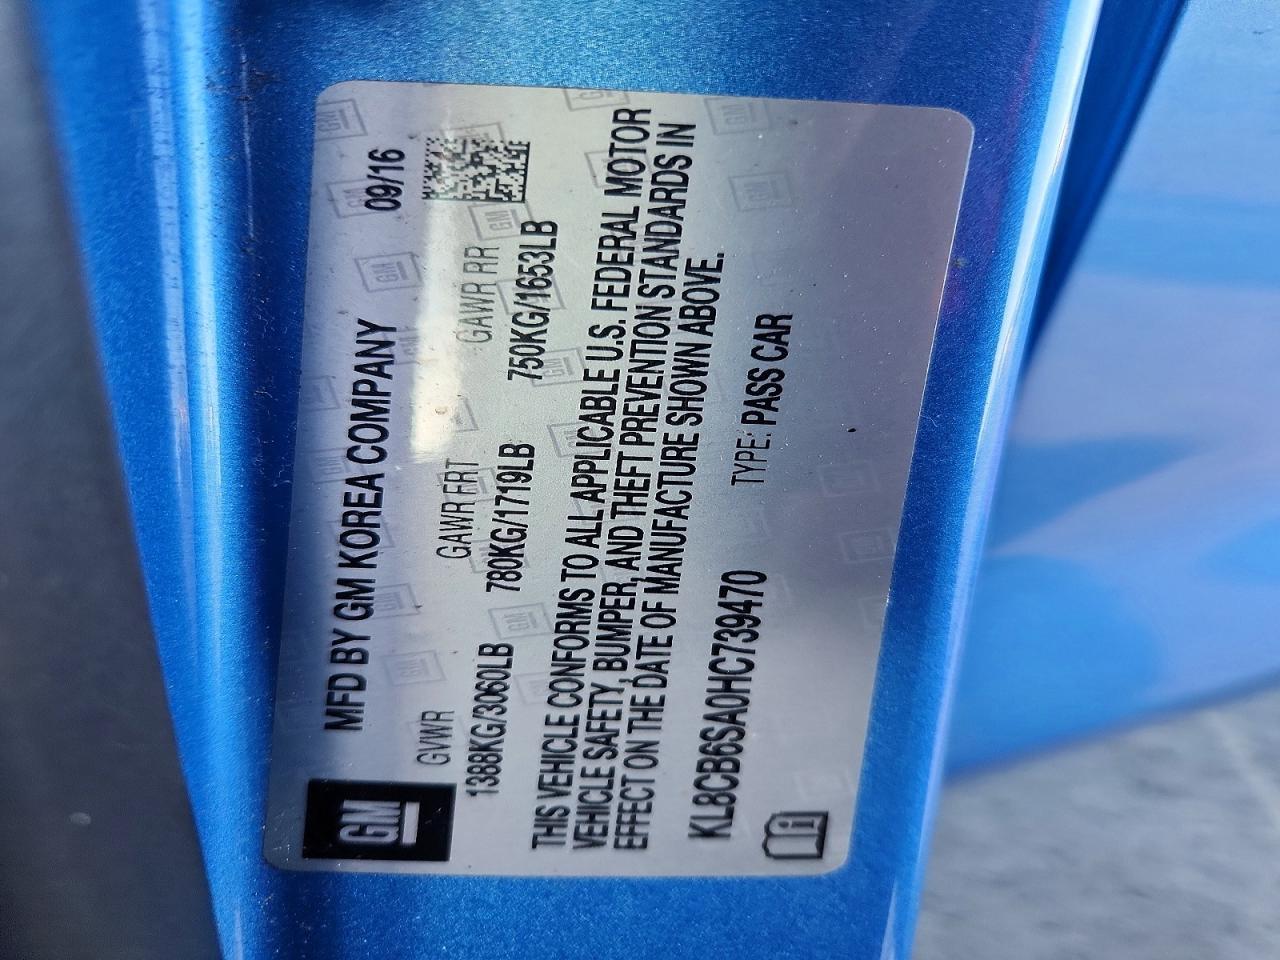 GM
MFD BY GM KOREA COMPANY 09/16
GVWR GAWR FRT GAWR RR
1388KG/3060LB 780KG/1719LB 750KG/1653LB
THIS VEHICLE CONFORMS TO ALL APPLICABLE U.S. FEDERAL MOTOR
VEHICLE SAFETY, BUMPER, AND THEFT PREVENTION STANDARDS IN
EFFECT ON THE DATE OF MANUFACTURE SHOWN ABOVE.
KL8CB6SA0HC739470 TYPE: PASS CAR